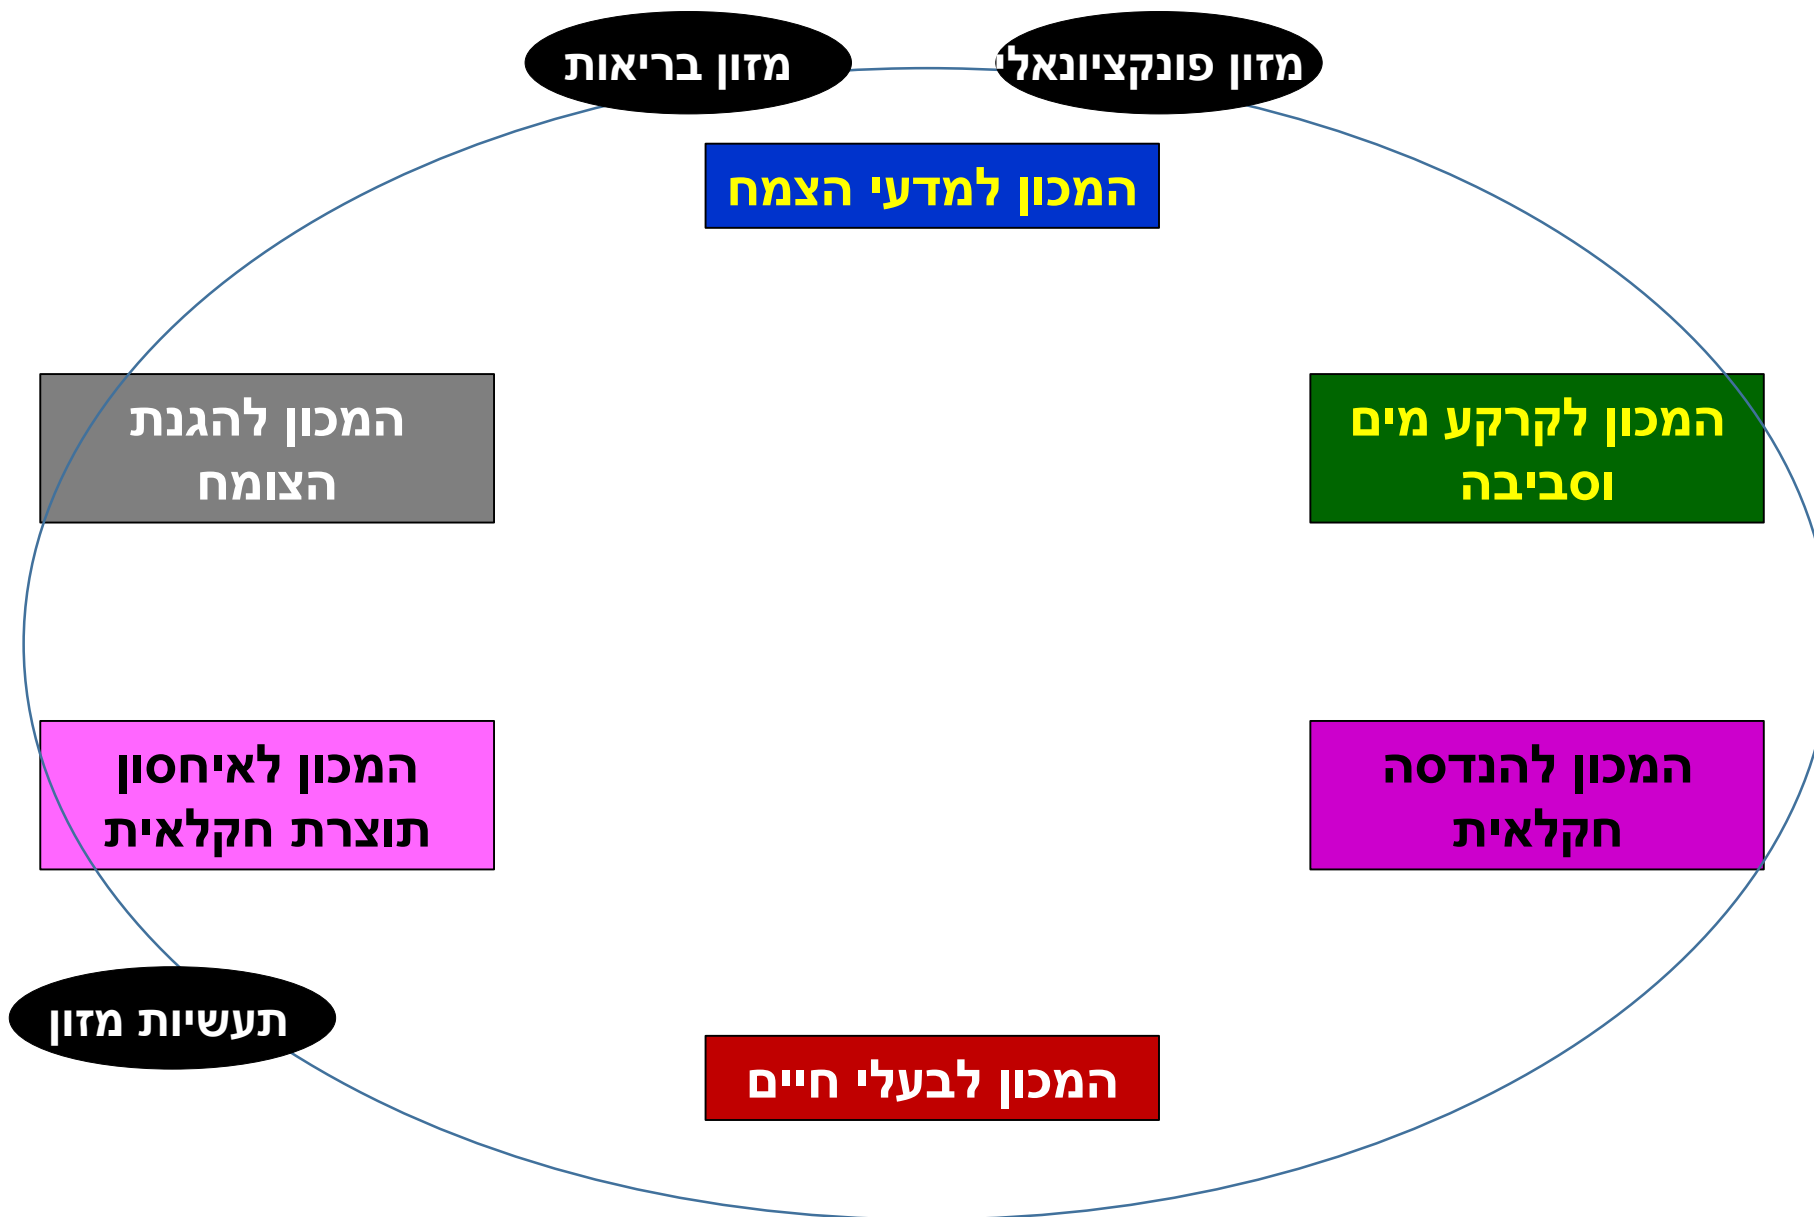 מזון פונקציונאלי
מזון בריאות
המכון למדעי הצמח
המכון לקרקע מים
וסביבה
המכון להגנת
הצומח
המכון להנדסה
חקלאית
המכון לאיחסון
תוצרת חקלאית
תעשיות מזון
המכון לבעלי חיים